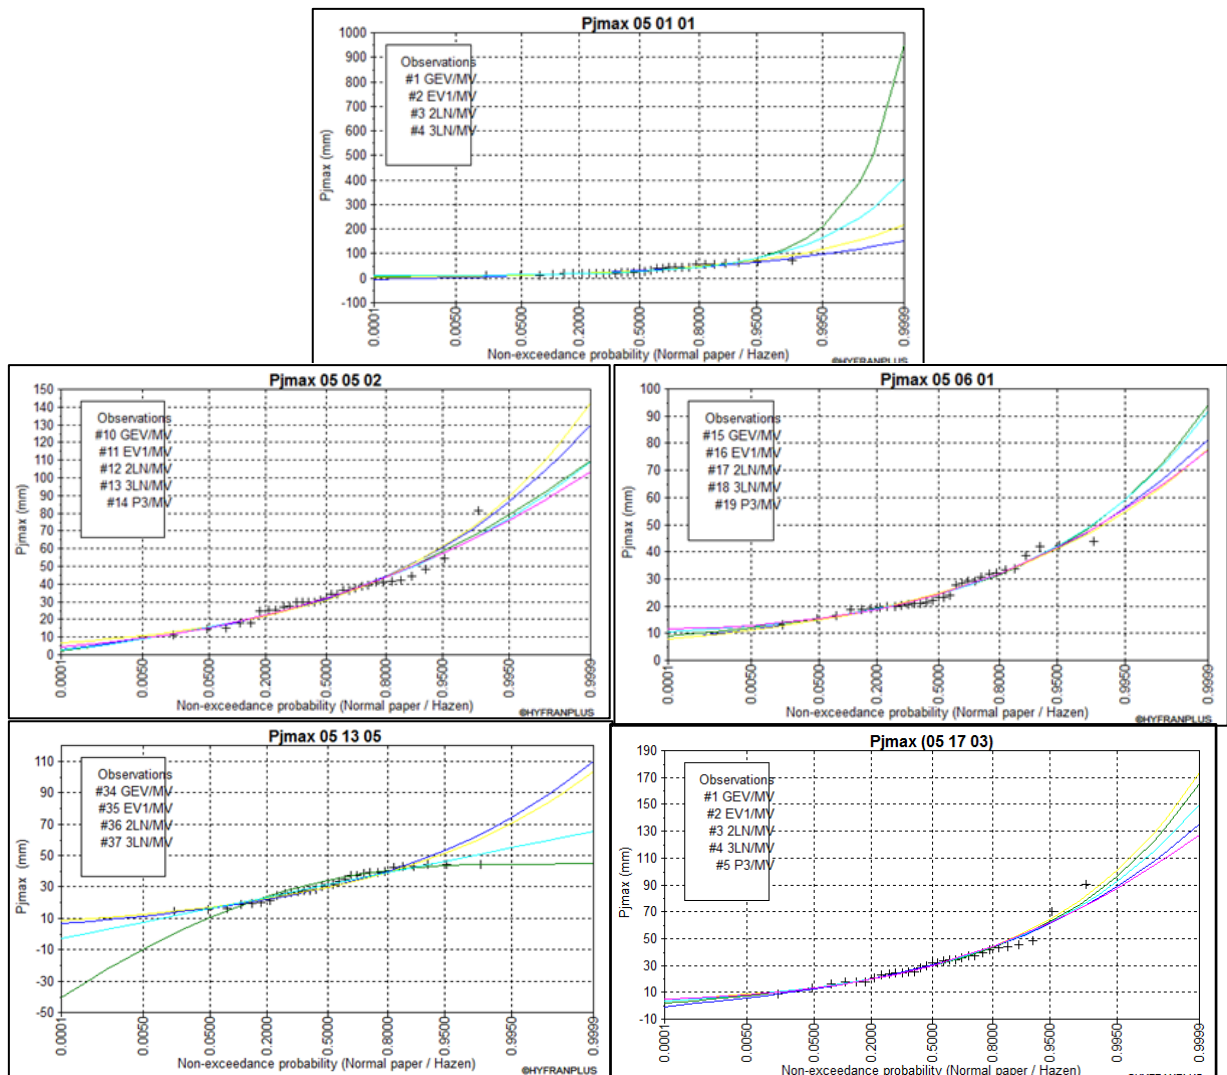 Pjmax 05 01 01
1000
900
800
700
600
500
400
300
200
100
0
-100
Pjmax (mm)
Observations
#1 GEV/MV
#2 EV1/MV
#3 2LN/MV
#4 3LN/MV
0.0001
0.0050
0.0500
0.2000
0.5000
0.8000
0.9500
0.9950
0.9999
Non-exceedance probability (Normal paper / Hazen)
©HYFRANPLUS
Pjmax 05 05 02
150
140
130
120
110
100
90
80
70
60
50
40
30
20
10
0
Pjmax (mm)
Observations
#10 GEV/MV
#11 EV1/MV
#12 2LN/MV
#13 3LN/MV
#14 P3/MV
0.0001
0.0050
0.0500
0.2000
0.5000
0.8000
0.9500
0.9950
0.9999
Non-exceedance probability (Normal paper / Hazen)
©HYFRANPLUS
Pjmax 05 06 01
100
90
80
70
60
50
40
30
20
10
0
Pjmax (mm)
Observations
#15 GEV/MV
#16 EV1/MV
#17 2LN/MV
#18 3LN/MV
#19 P3/MV
0.0001
0.0050
0.0500
0.2000
0.5000
0.8000
0.9500
0.9950
0.9999
Non-exceedance probability (Normal paper / Hazen)
©HYFRANPLUS
Pjmax 05 13 05
110
90
70
50
30
10
-10
-30
-50
Pjmax (mm)
Observations
#34 GEV/MV
#35 EV1/MV
#36 2LN/MV
#37 3LN/MV
0.0001
0.0050
0.0500
0.2000
0.5000
0.8000
0.9500
0.9950
0.9999
Non-exceedance probability (Normal paper / Hazen)
©HYFRANPLUS
Pjmax (05 17 03)
190
170
150
130
110
90
70
50
30
10
-10
Pjmax (mm)
Observations
#1 GEV/MV
#2 EV1/MV
#3 2LN/MV
#4 3LN/MV
#5 P3/MV
0.0001
0.0050
0.0500
0.2000
0.5000
0.8000
0.9500
0.9950
0.9999
Non-exceedance probability (Normal paper / Hazen)
©HYFRANPLUS